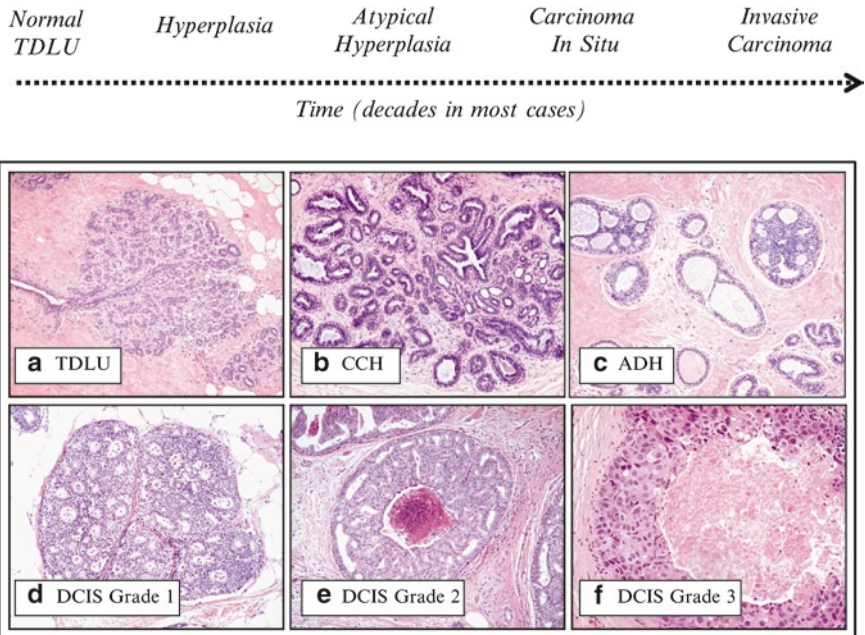 Normal TDLU
Hyperplasia
Atypical Hyperplasia
Carcinoma In Situ
Invasive Carcinoma
Time (decades in most cases)
a TDLU
b CCH
c ADH
d DCIS Grade 1
e DCIS Grade 2
f DCIS Grade 3